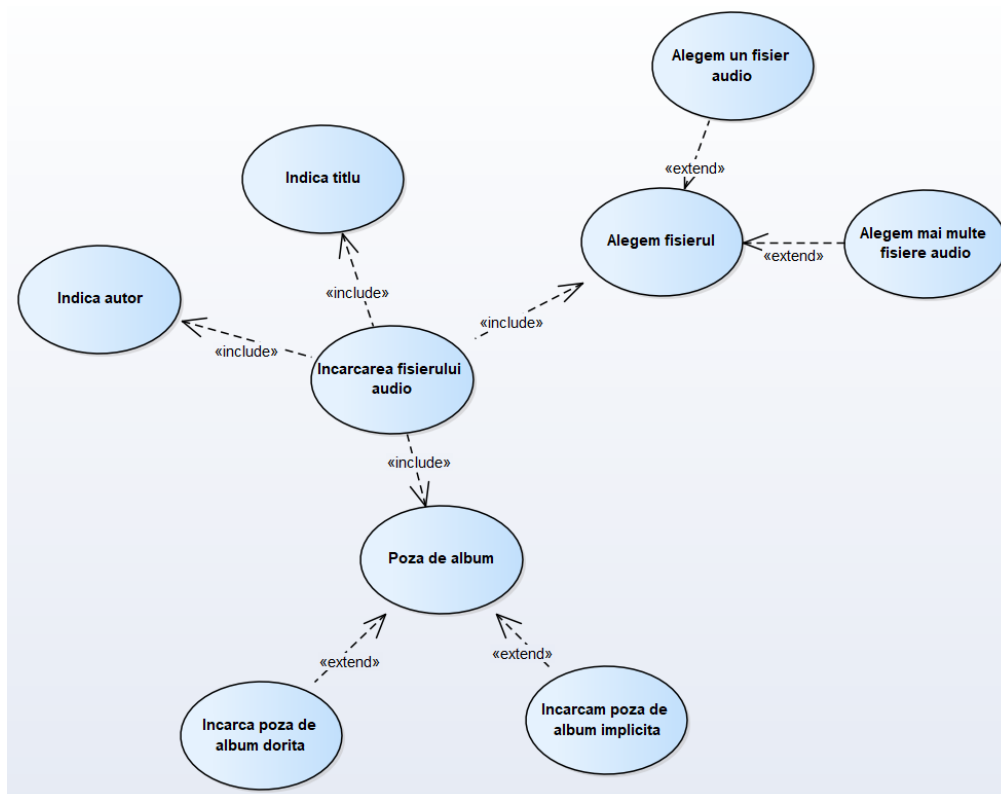 Alegem un fisier
audio
«extend»
Indica titlu
Alegem fisierul
Alegem mai multe
fisiere audio
«extend»
Indica autor
«include»
«include»
«include»
Incarcarea fisierului
audio
«include»
Poza de album
«extend»
«extend»
Incarca poza de
album dorita
Incarcam poza de
album implicita